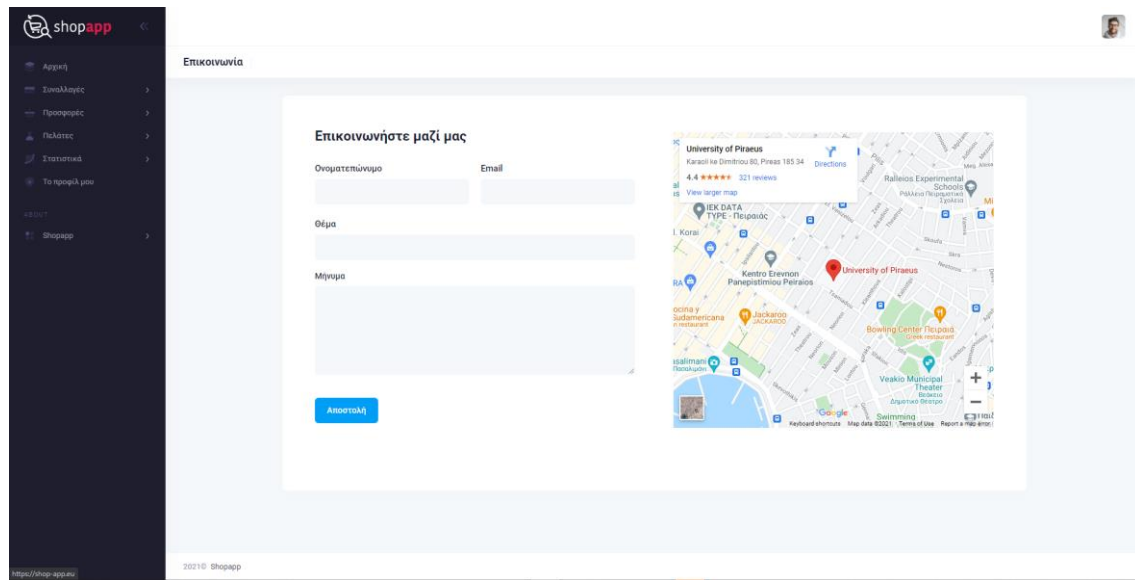 shopapp
Επικοινωνία
Αρχική
Συναλλαγές
Προσφορές
Πελάτες
Στατιστικά
Το προφίλ μου
ABOUT
Shopapp
Επικοινωνήστε μαζί μας
Ονοματεπώνυμο
Email
Θέμα
Μήνυμα
Αποστολή
University of Piraeus
Karaoli ke Dimitriou 80, Pireas 185 34
Directions
4.4
321 reviews
View larger map
Ralleios Experimental
Schools
Ράλλεια Πειραματικά
Σχολεία
IEK DATA
TYPE - Πειραιάς
Korai
Skoufa
Kentro Erevnon
Panepistimiou Peiraios
University of Piraeus
Sudamericana
Jackaroo
JACKAROO
Bowling Center Πειραιά
Greek restaurant
Veakio Municipal
Theater
Βεάκειο
Δημοτικό Θέατρο
Google
Swimming
Keyboard shortcuts
Map data ©2021
Terms of Use
Report a map error
2021© Shopapp
https://shop-app.eu